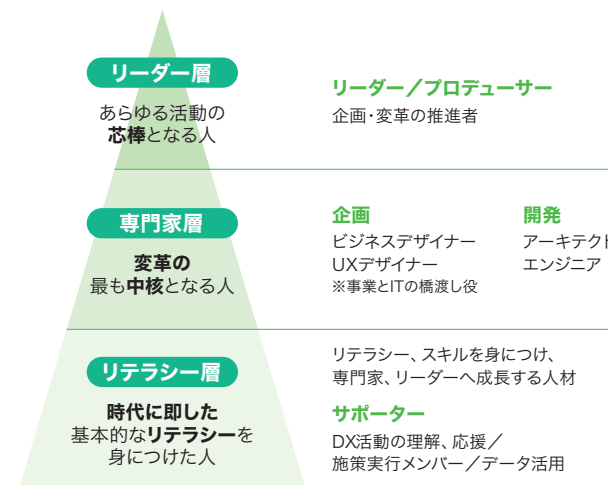 リーダー層
あらゆる活動の
芯棒となる人
リーダー／プロデューサー
企画・変革の推進者
専門家層
変革の
最も中核となる人
企画
ビジネスデザイナー
UXデザイナー
※事業とITの橋渡し役
開発
アーキテクト
エンジニア
リテラシー層
時代に即した
基本的なリテラシーを
身につけた人
リテラシー、スキルを身につけ、
専門家、リーダーへ成長する人材
サポーター
DX活動の理解、応援／
施策実行メンバー／データ活用